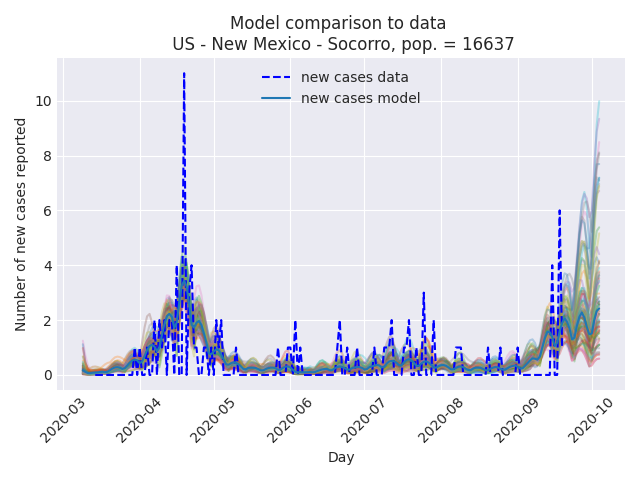 Model comparison to data
US - New Mexico - Socorro, pop. = 16637
new cases data
new cases model
Number of new cases reported
10
8
6
4
2
0
2020-03
2020-04
2020-05
2020-06
2020-07
2020-08
2020-09
2020-10
Day